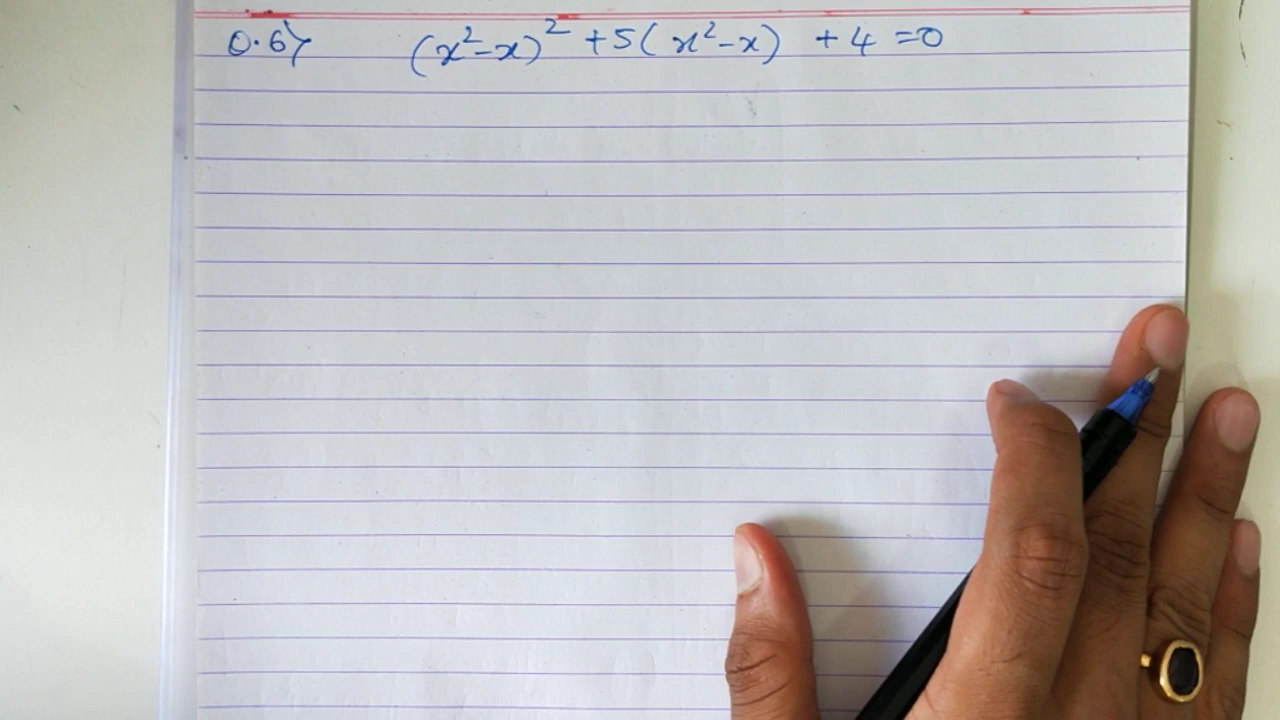 Q.6) (x²-x)² +5(x²-x) +4 =0